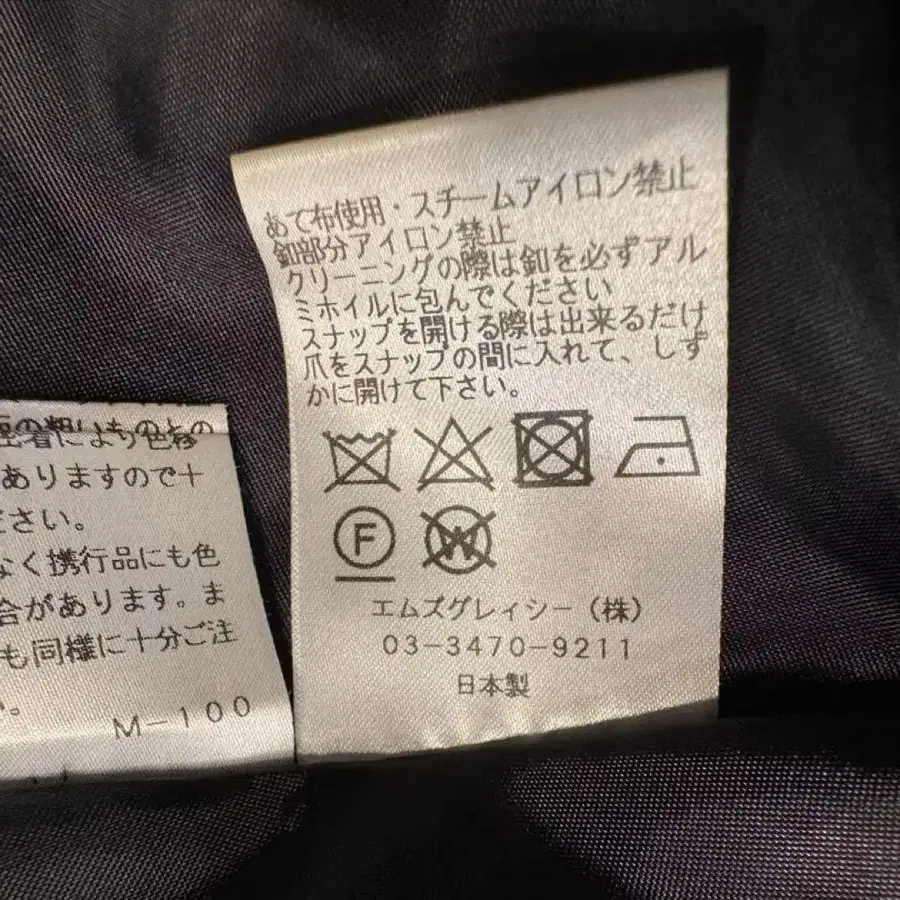 あて布使用・スチームアイロン禁止
釦部分アイロン禁止
クリーニングの際は釦を必ずアル
ミホイルに包んでください
スナップを開ける際は出来るだけ
爪をスナップの間に入れて、しず
かに開けて下さい。
F
W
エムズグレイシー（株）
03-3470-9211
日本製
ありますので十
ださい。
なく携行品にも色
合があります。ま
も同様に十分ご注
い。
M-100